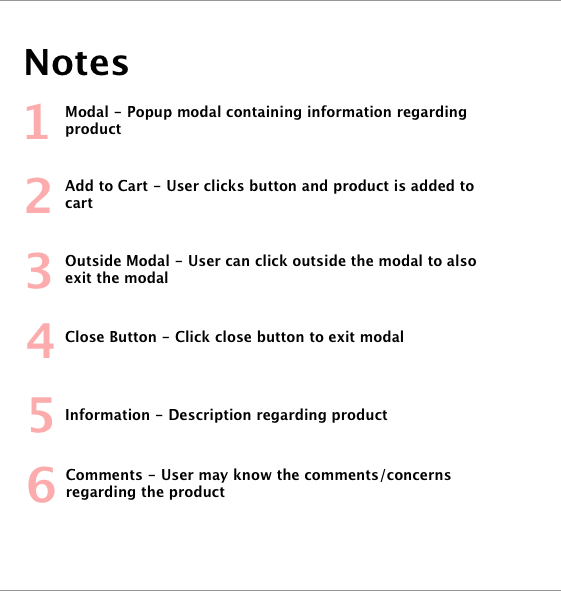 Notes
1 Modal – Popup modal containing information regarding
product
2 Add to Cart – User clicks button and product is added to
cart
3 Outside Modal – User can click outside the modal to also
exit the modal
4 Close Button – Click close button to exit modal
5 Information – Description regarding product
6 Comments – User may know the comments/concerns
regarding the product